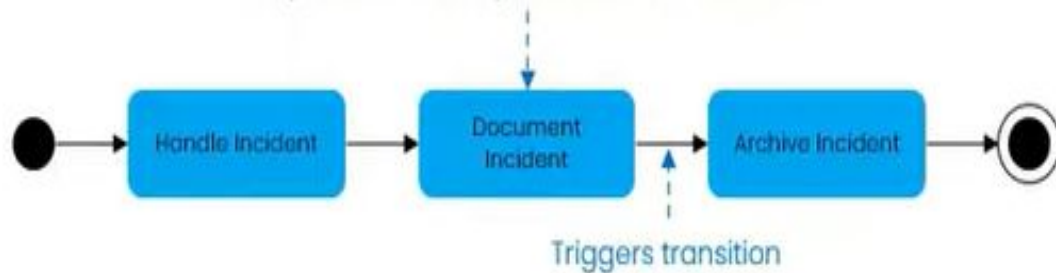 Handle Incident
Document
Incident
Archive Incident
Triggers transition